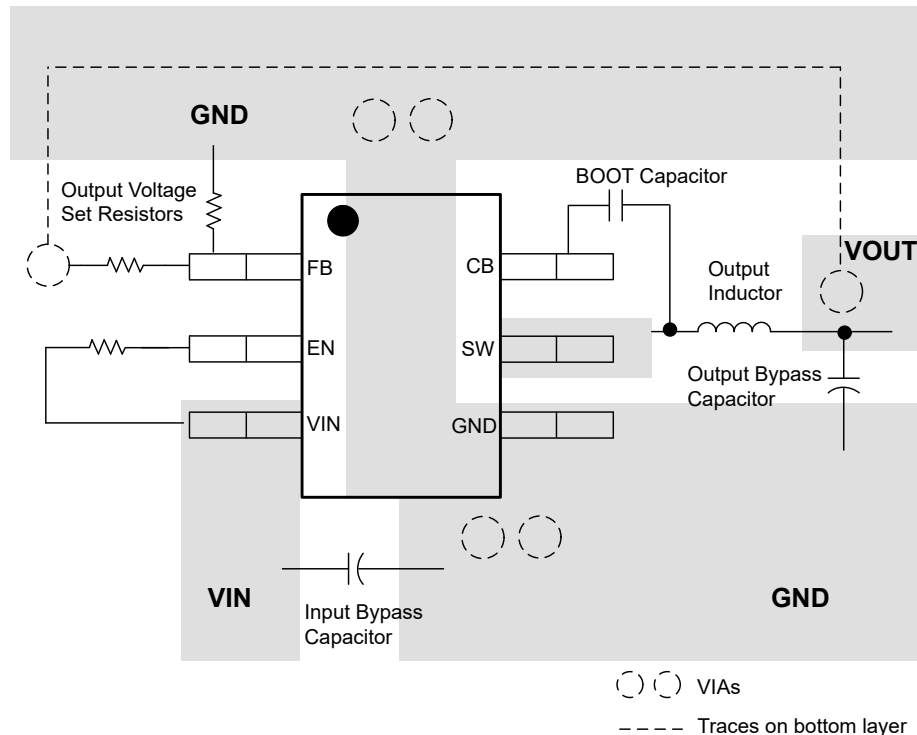 GND
Output Voltage
Set Resistors
BOOT Capacitor
FB
CB
VOUT
Output
Inductor
EN
SW
Output Bypass
Capacitor
VIN
GND
VIN
Input Bypass
Capacitor
GND
VIAs
Traces on bottom layer